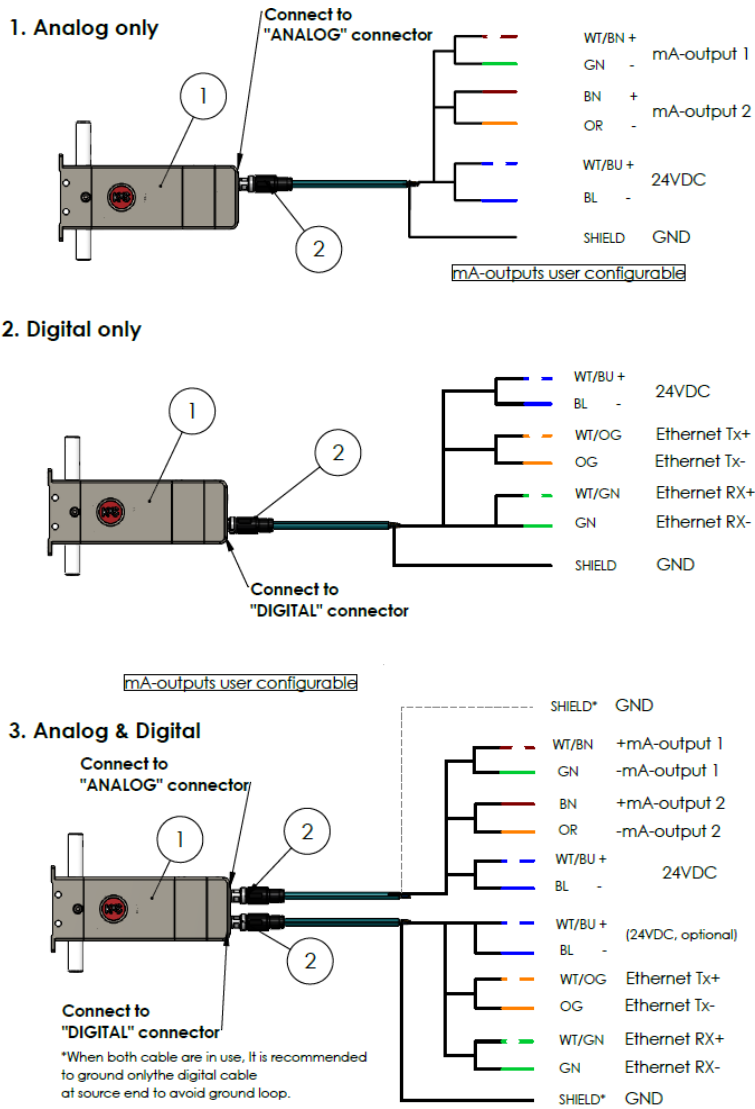 1. Analog only
Connect to
"ANALOG" connector
1
2
WT/BN +
mA-output 1
GN -
BN +
mA-output 2
OR -
WT/BU +
24VDC
BL -
SHIELD GND
mA-outputs user configurable
2. Digital only
1
2
WT/BU +
24VDC
BL -
WT/OG Ethernet Tx+
OG Ethernet Tx-
WT/GN Ethernet RX+
GN Ethernet RX-
SHIELD GND
Connect to
"DIGITAL" connector
mA-outputs user configurable
3. Analog & Digital
Connect to
"ANALOG" connector
1
2
2
SHIELD* GND
WT/BN +mA-output 1
GN -mA-output 1
BN +mA-output 2
OR -mA-output 2
WT/BU +
24VDC
BL -
WT/BU +
(24VDC, optional)
BL -
WT/OG Ethernet Tx+
OG Ethernet Tx-
WT/GN Ethernet RX+
GN Ethernet RX-
SHIELD* GND
Connect to
"DIGITAL" connector
*When both cable are in use, It is recommended
to ground onlythe digital cable
at source end to avoid ground loop.